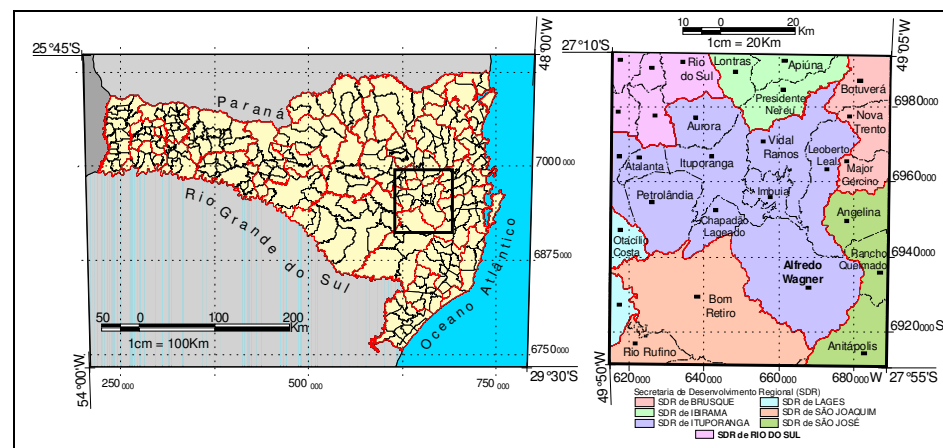 25°45'
48°00'W
Paraná
7000000
Rio Grande do Sul
Oceano Atlântico
6875000
50 0 100 200 Km
1cm = 100Km
6750000
54°00'W
250000 500000 750000
29°30'S
10 0 20 Km
1cm = 20Km
27°10'S
49°05'W
Rio do Sul
Lontras
Apiúna
Botuverá
Presidente Nereu
6980000
Aurora
Nova Trento
Vidal Ramos
Leoberto Leal
Atalanta
Ituporanga
6960000
Major Gercino
Petrolândia
Imbuia
Angelina
Chapadão Lageado
Otacílio Costa
6940000
Rancho Queimado
Alfredo Wagner
Bom Retiro
6920000
Rio Rufino
Anitápolis
49°50'W
620000 640000 660000 680000
27°55'S
Secretaria de Desenvolvimento Regional (SDR)
SDR de BRUSQUE
SDR de LAGES
SDR de IBIRAMA
SDR de SÃO JOAQUIM
SDR de ITUPORANGA
SDR de SÃO JOSÉ
SDR de RIO DO SUL